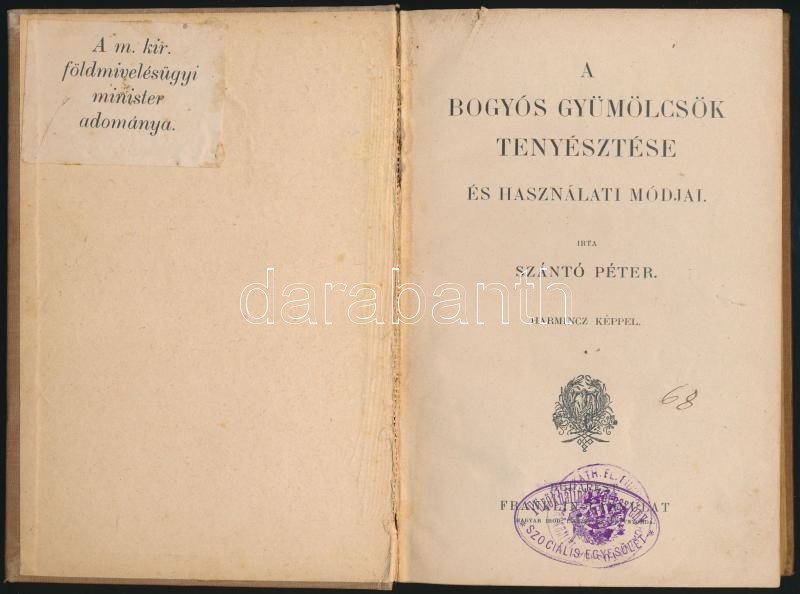 A m. kir.
földmivelésügyi
minister
adománya.
A
BOGYÓS GYÜMÖLCSÖK
TENYÉSZTÉSE
ÉS HASZNÁLATI MÓDJAI.
IRTA
SZÁNTÓ PÉTER.
HARMINCZ KÉPPEL.
68
BUDAPEST
SZOCIÁLIS EGYESÜLET
darabanth